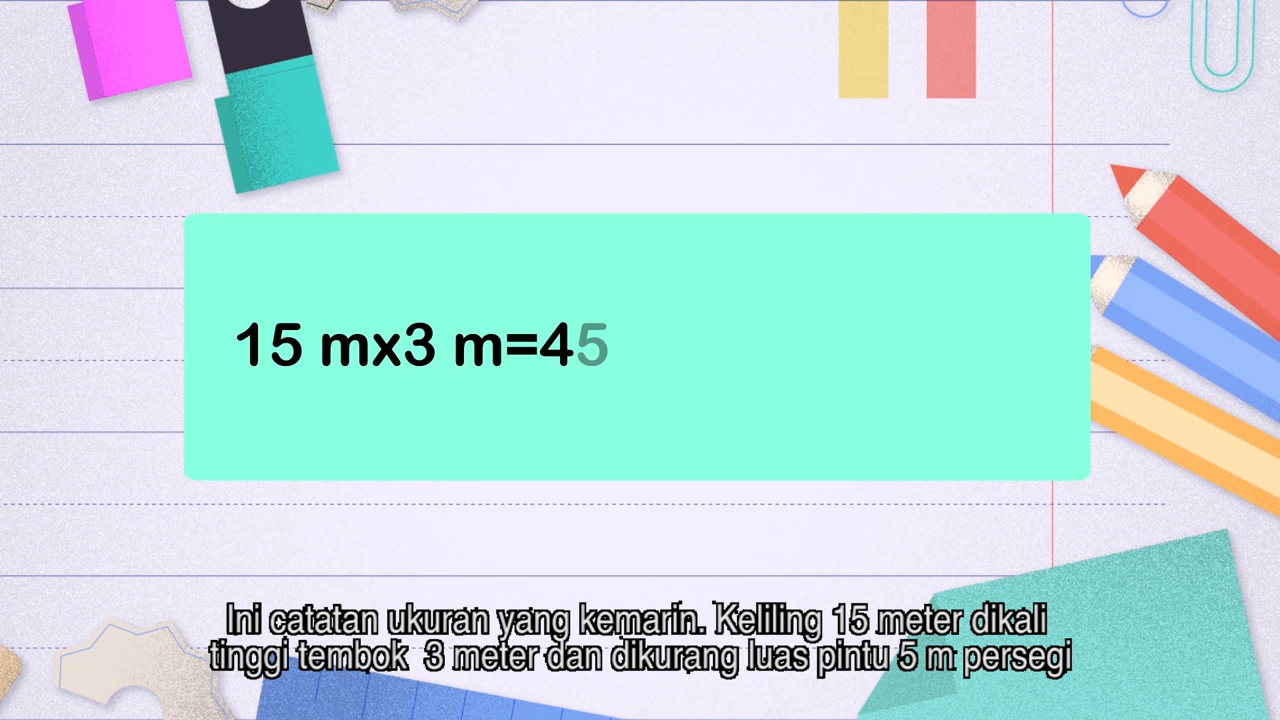 15 mx3 m=45
Ini catatan ukuran yang kemarin. Keliling 15 meter dikali
tinggi tembok  3 meter dan dikurang luas pintu 5 m persegi